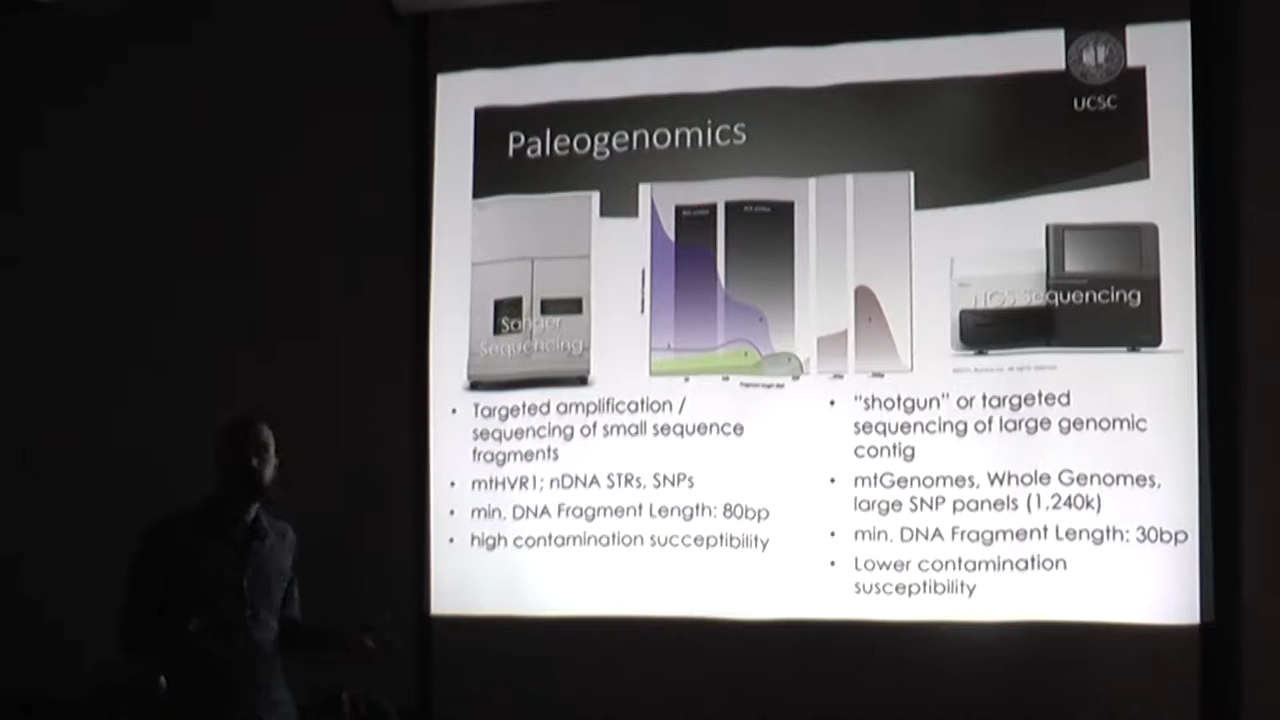 UCSC
Paleogenomics
Sanger
Sequencing
NGS Sequencing
• Targeted amplification /
sequencing of small sequence
fragments
• mtHVR1; nDNA STRs, SNPs
• min. DNA Fragment Length: 80bp
• high contamination succeptibility
• "shotgun" or targeted
sequencing of large genomic
contig
• mtGenomes, Whole Genomes,
large SNP panels (1,240k)
• min. DNA Fragment Length: 30bp
• Lower contamination
susceptibility